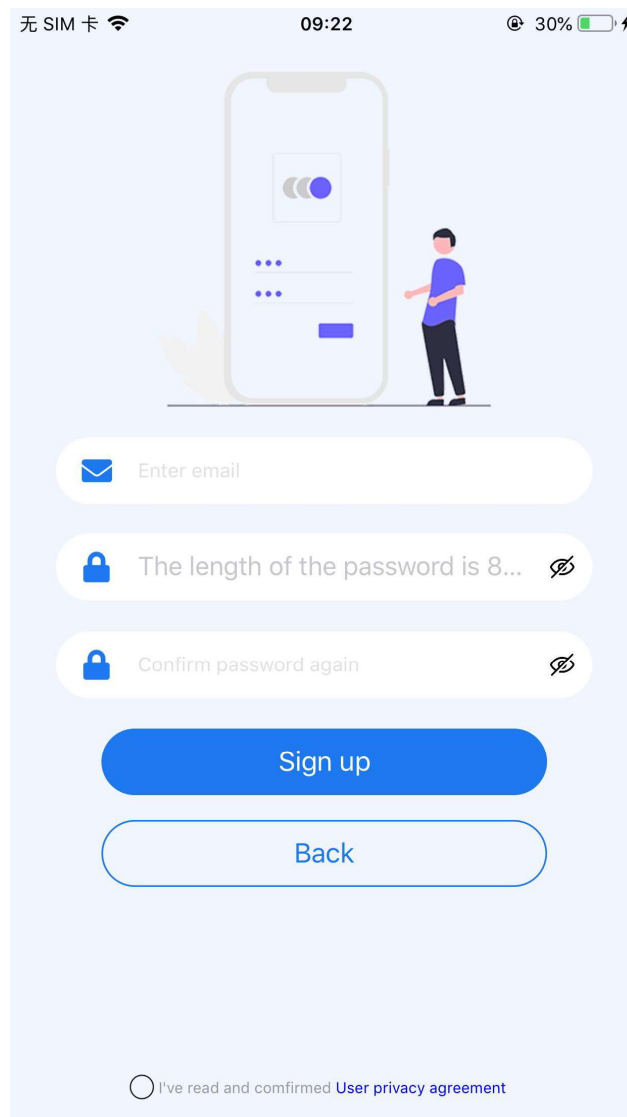 无 SIM 卡 09:22 30%
Enter email
The length of the password is 8...
Confirm password again
Sign up
Back
I've read and comfirmed User privacy agreement